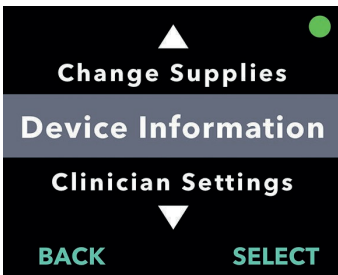 Change Supplies
Device Information
Clinician Settings
BACK SELECT